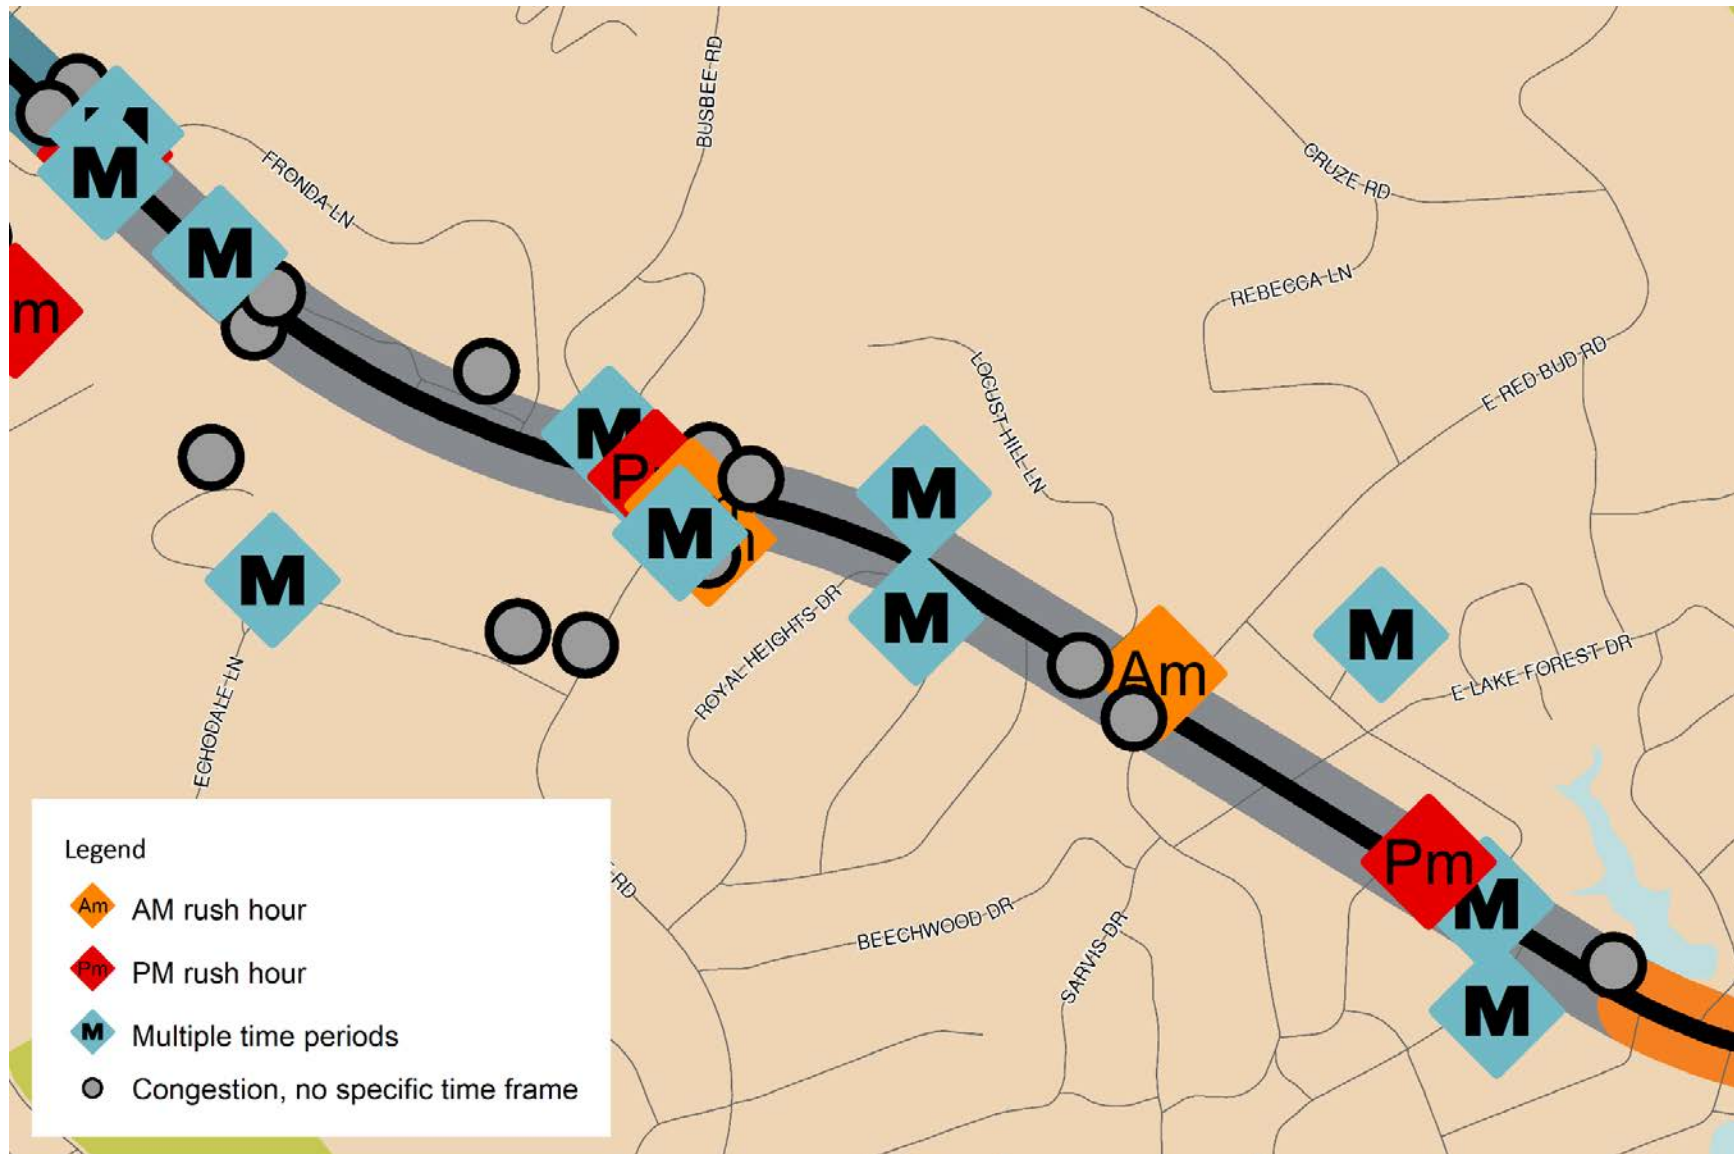 BUSBEE RD
FRONDA LN
CRUZE RD
M
M
REBECCA LN
m
E RED BUD RD
LOCUST HILL LN
M
P
M
M
M
M
M
ROYAL HEIGHTS DR
Am
E LAKE FOREST DR
ECHODALE LN
Pm
M
M
RD
BEECHWOOD DR
SARVIS DR
Legend
Am AM rush hour
Pm PM rush hour
M Multiple time periods
Congestion, no specific time frame